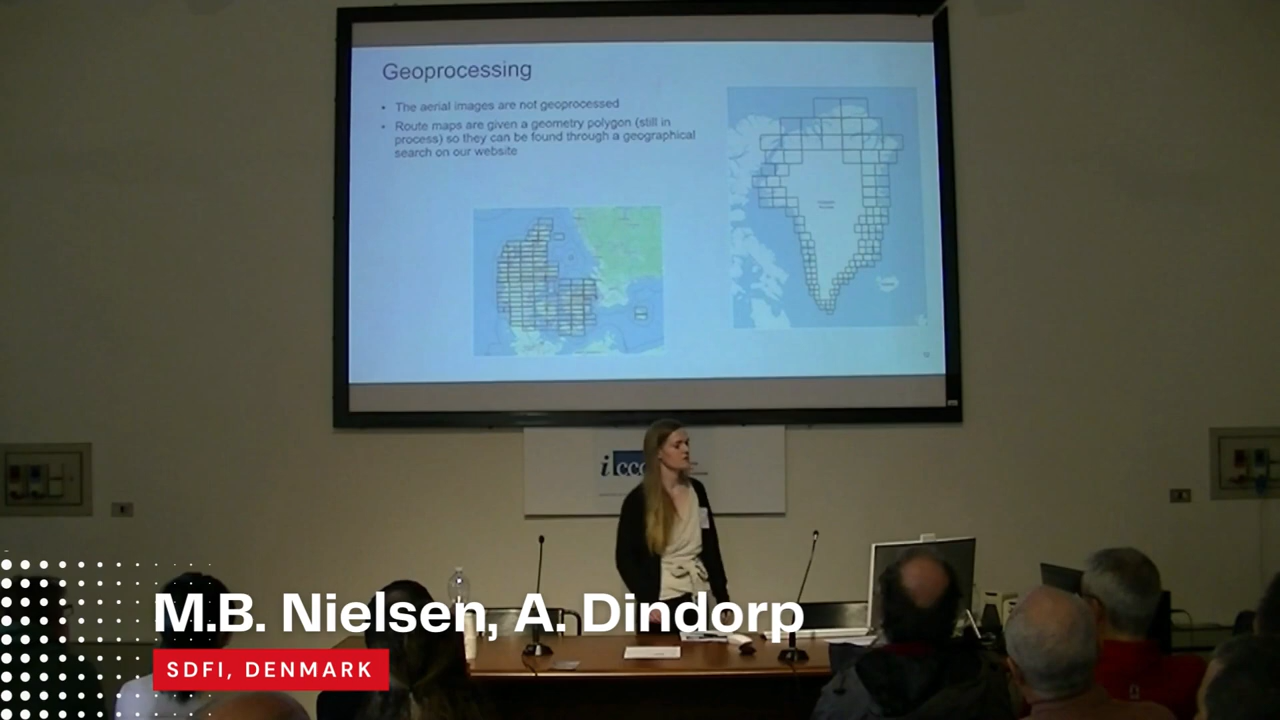 Geoprocessing
• The aerial images are not geoprocessed
• Route maps are given a geometry polygon (still in
process) so they can be found through a geographical
search on our website
M.B. Nielsen, A. Dindorp
SDFI, DENMARK